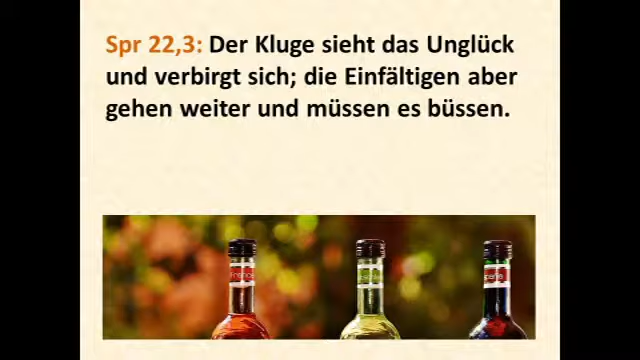 Spr 22,3: Der Kluge sieht das Unglück
und verbirgt sich; die Einfältigen aber
gehen weiter und müssen es büssen.